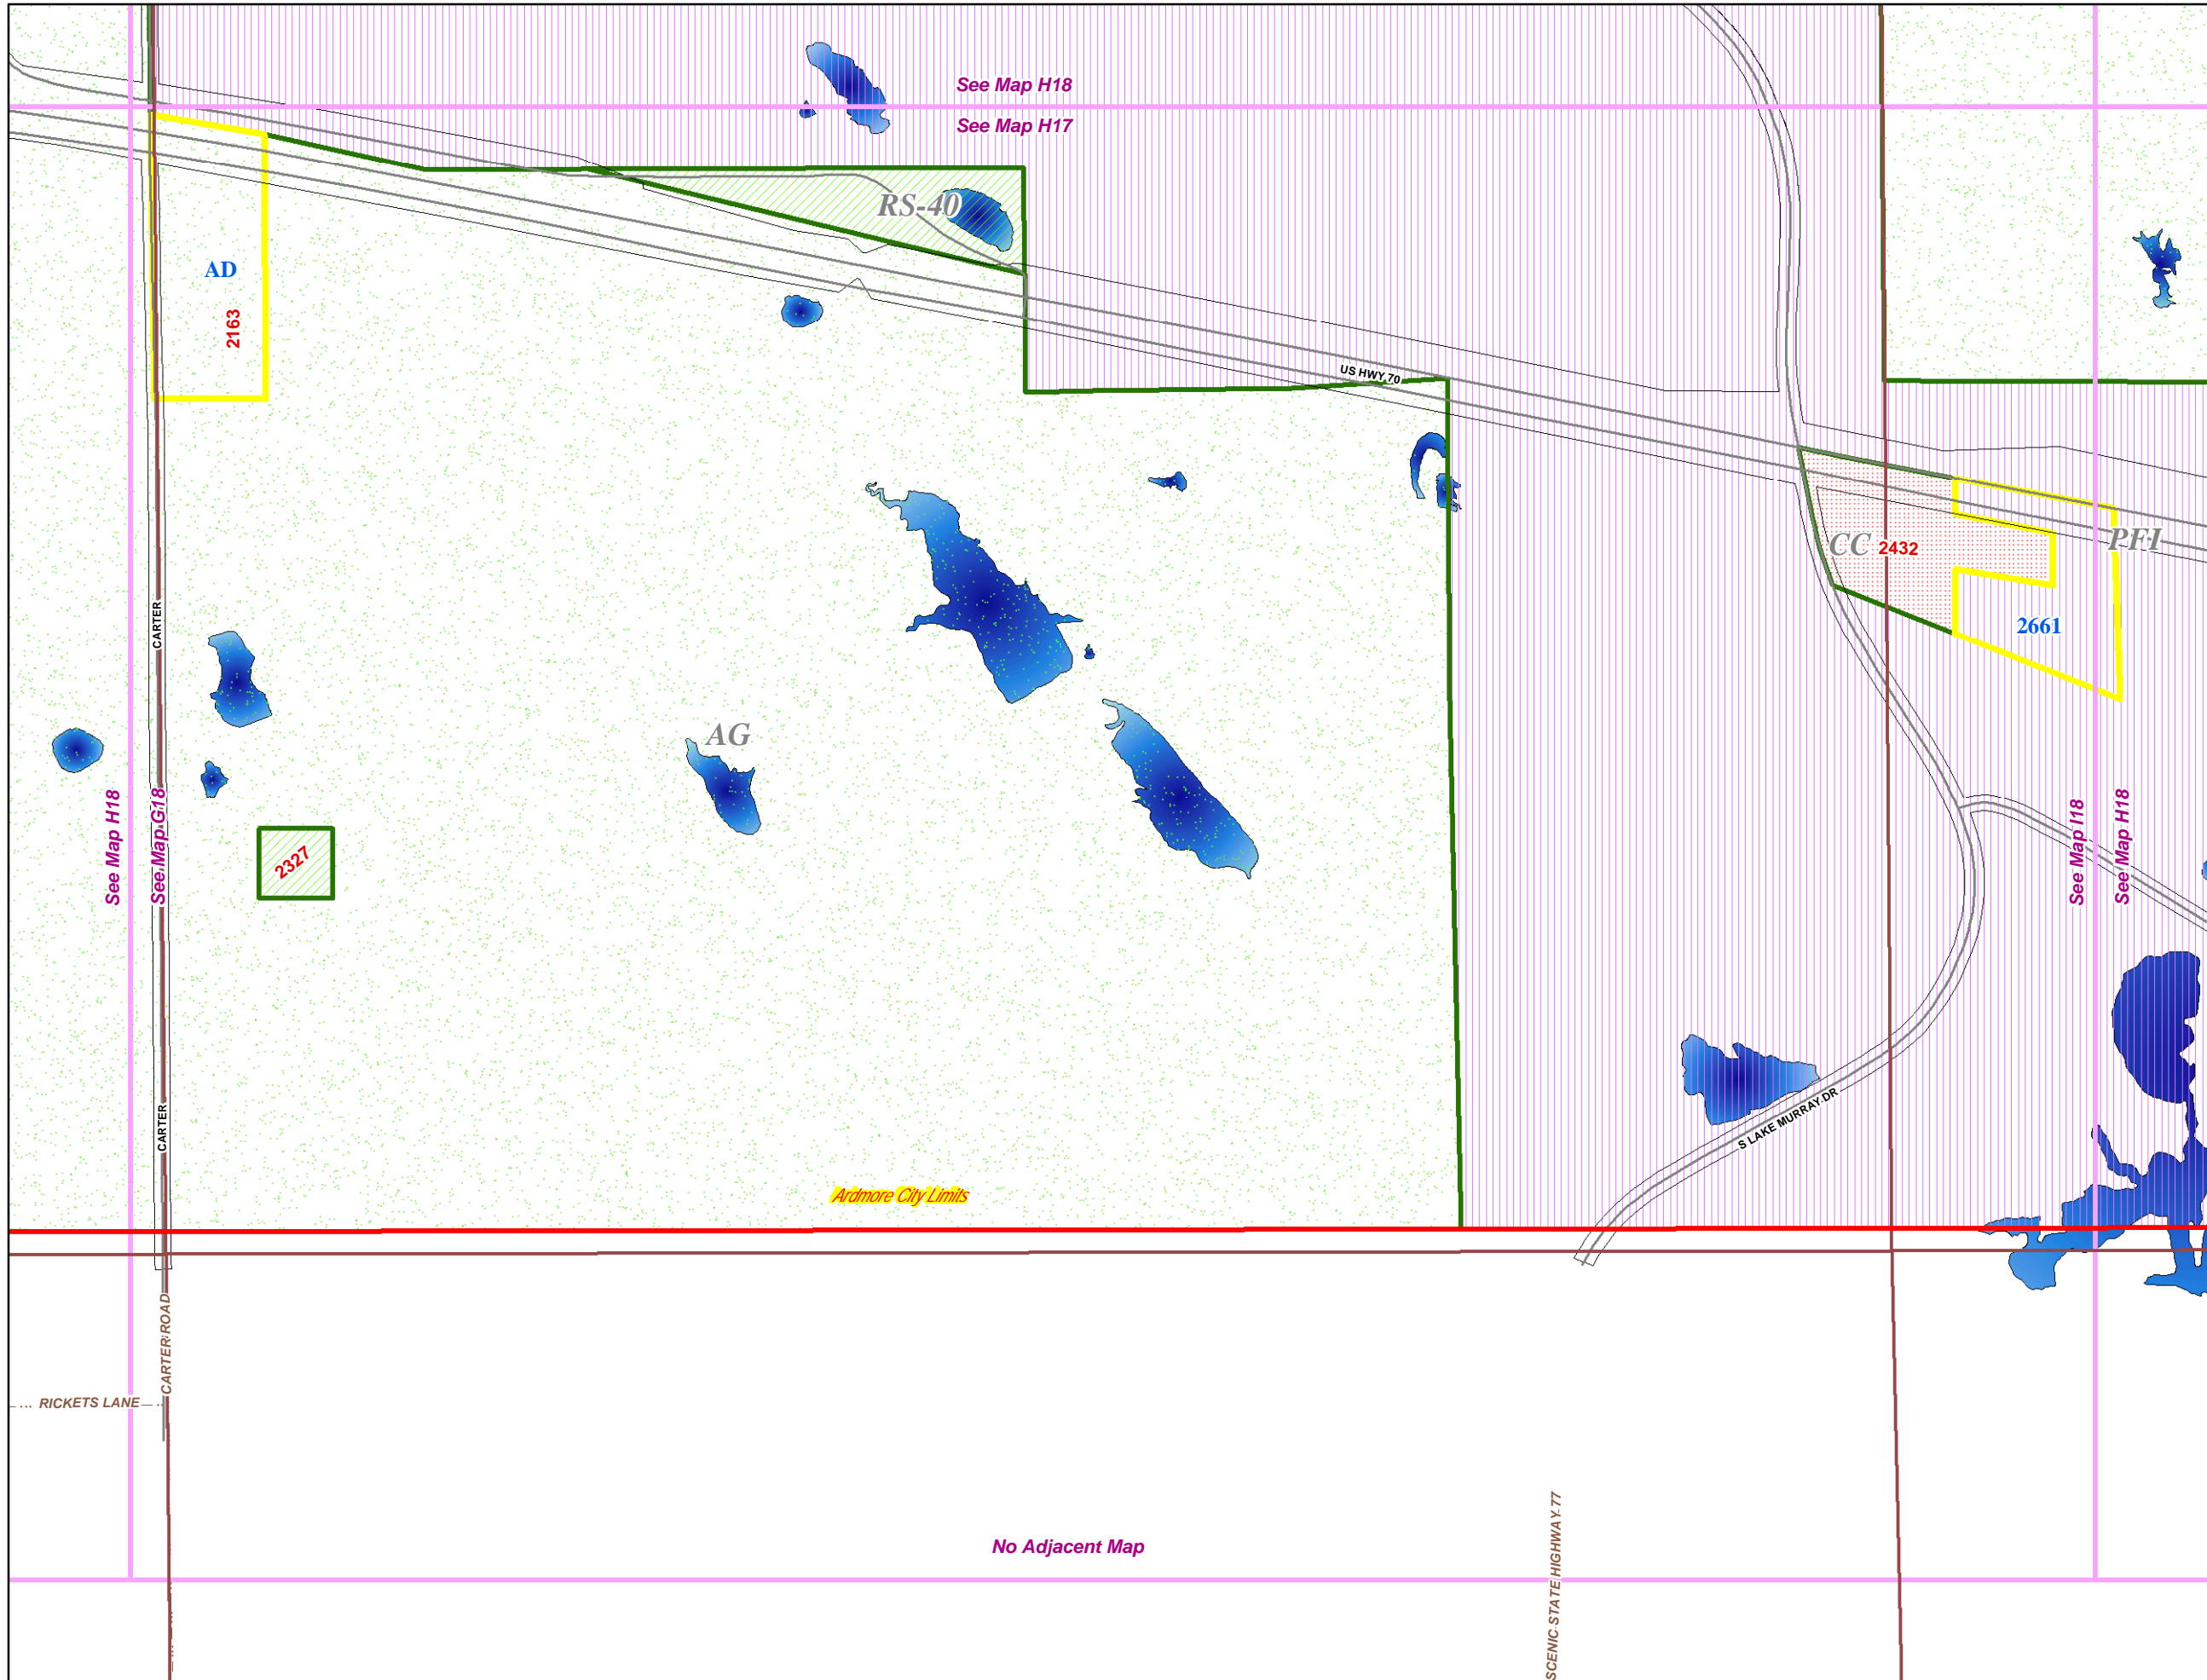 See Map H18
See Map H17
RS-40
AD
2163
US HWY 70
CC
2432
PFI
2661
CARTER
AG
See Map H18
See Map G18
See Map I18
See Map H18
2327
CARTER
S LAKE MURRAY DR
Ardmore City Limits
CARTER ROAD
... RICKETS LANE
SCENIC STATE HIGHWAY 77
No Adjacent Map